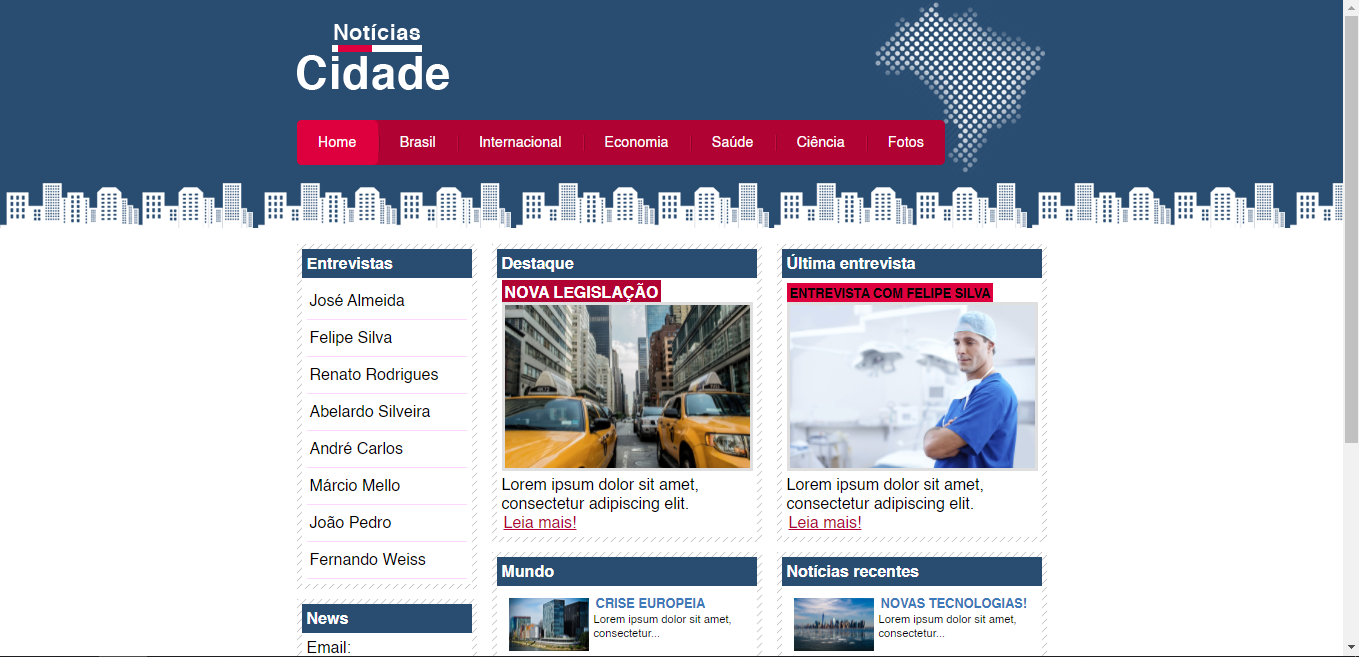 Notícias
Cidade
Home Brasil Internacional Economia Saúde Ciência Fotos
Entrevistas
José Almeida
Felipe Silva
Renato Rodrigues
Abelardo Silveira
André Carlos
Márcio Mello
João Pedro
Fernando Weiss
News
Email:
Destaque
NOVA LEGISLAÇÃO
Lorem ipsum dolor sit amet,
consectetur adipiscing elit.
Leia mais!
Última entrevista
ENTREVISTA COM FELIPE SILVA
Lorem ipsum dolor sit amet,
consectetur adipiscing elit.
Leia mais!
Mundo
CRISE EUROPEIA
Lorem ipsum dolor sit amet,
consectetur...
Notícias recentes
NOVAS TECNOLOGIAS!
Lorem ipsum dolor sit amet,
consectetur...